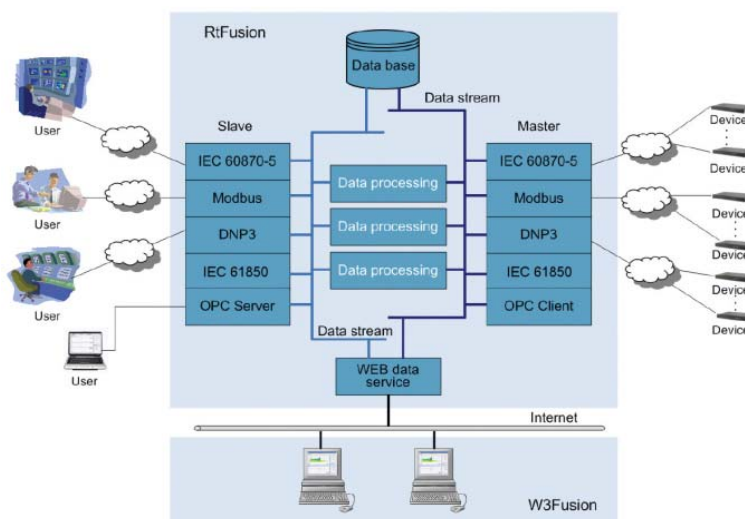 RtFusion
Data base
Data stream
Slave
Master
IEC 60870-5
Modbus
DNP3
IEC 61850
OPC Server
Data processing
Data processing
Data processing
IEC 60870-5
Modbus
DNP3
IEC 61850
OPC Client
User
User
User
User
Device
Device
Device
Device
Device
Device
Data stream
WEB data
service
Internet
W3Fusion